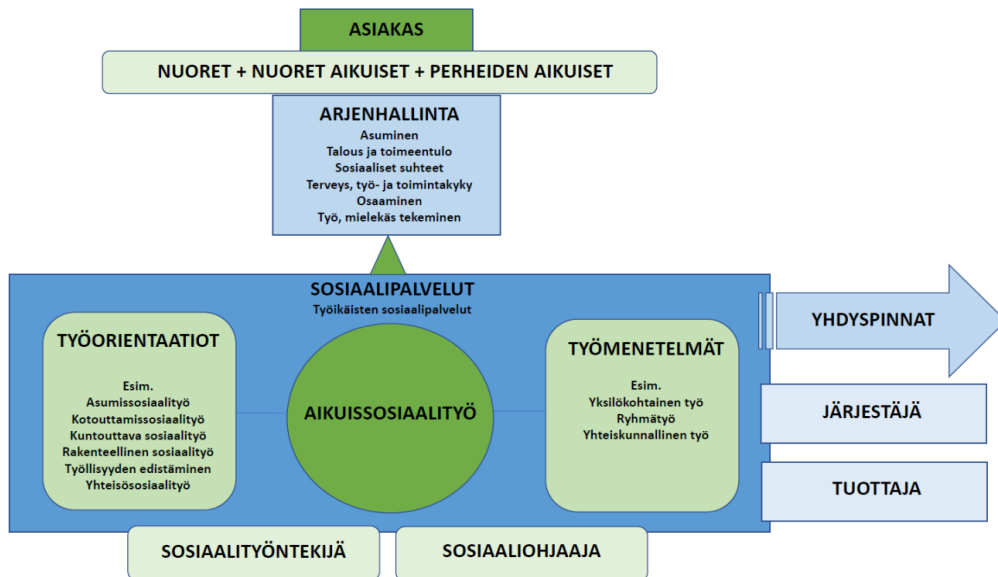 ASIAKAS
NUORET + NUORET AIKUISET + PERHEIDEN AIKUISET
ARJENHALLINTA
Asuminen
Talous ja toimeentulo
Sosiaaliset suhteet
Terveys, työ- ja toimintakyky
Osaaminen
Työ, mielekäs tekeminen
SOSIAALIPALVELUT
Työikäisten sosiaalipalvelut
TYÖORIENTAATIOT
Esim.
Asumissosiaalityö
Kotouttamissosiaalityö
Kuntouttava sosiaalityö
Rakenteellinen sosiaalityö
Työllisyyden edistäminen
Yhteisösosiaalityö
AIKUISSOSIAALITYÖ
TYÖMENETELMÄT
Esim.
Yksilökohtainen työ
Ryhmätyö
Yhteiskunnallinen työ
YHDYSPINNAT
JÄRJESTÄJÄ
TUOTTAJA
SOSIAALITYÖNTEKIJÄ
SOSIAALIOHJAAJA